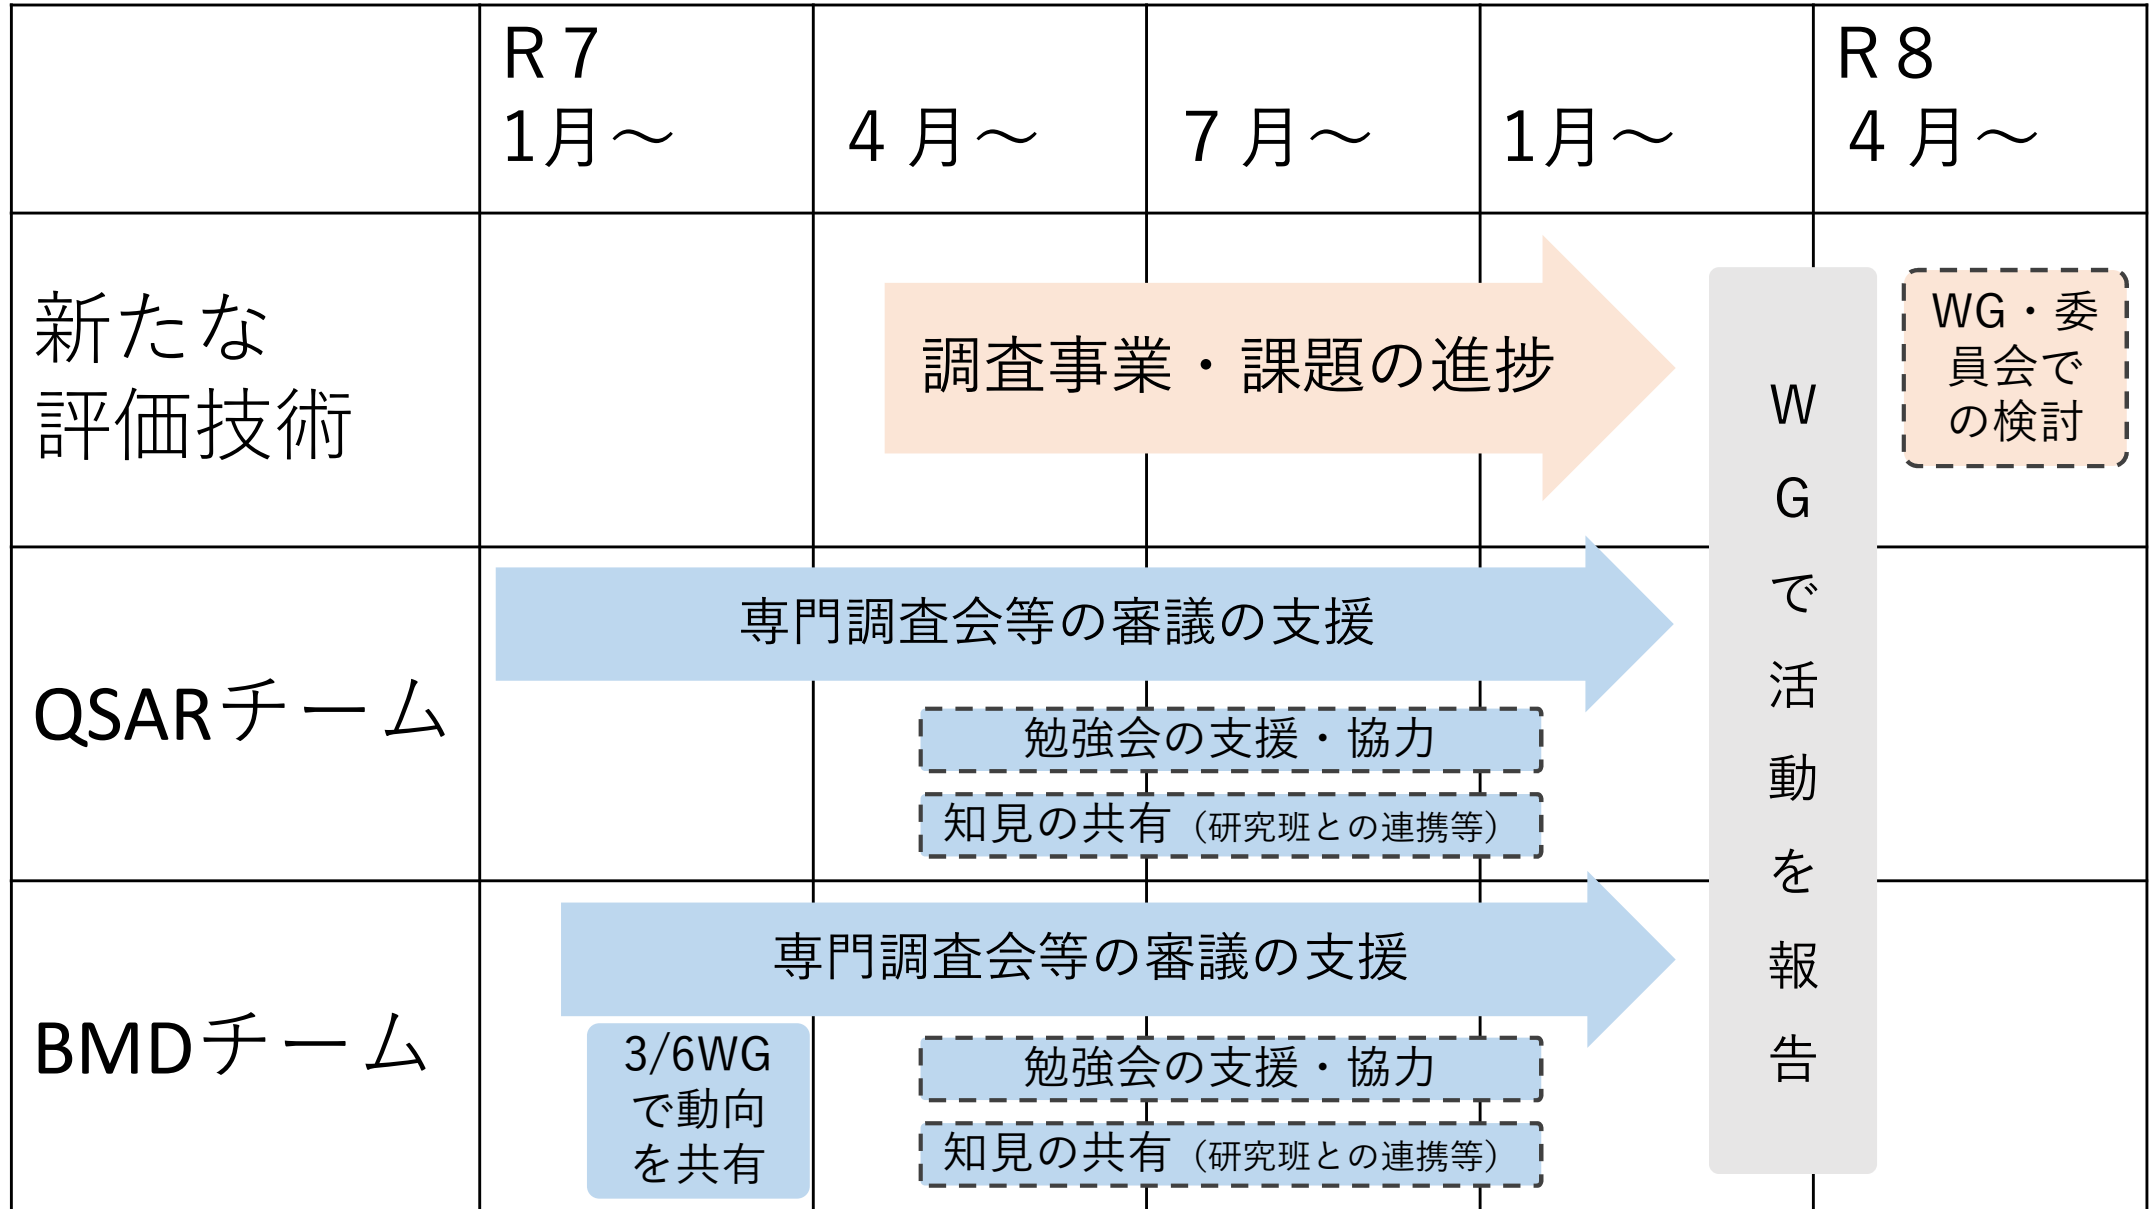 R７
1月～
４月～
７月～
1月～
R８
４月～
新たな
評価技術
調査事業・課題の進捗
WG・委
員会で
の検討
QSARチーム
専門調査会等の審議の支援
勉強会の支援・協力
知見の共有（研究班との連携等）
BMDチーム
専門調査会等の審議の支援
3/6WG
で動向
を共有
勉強会の支援・協力
知見の共有（研究班との連携等）
WGで活動を報告